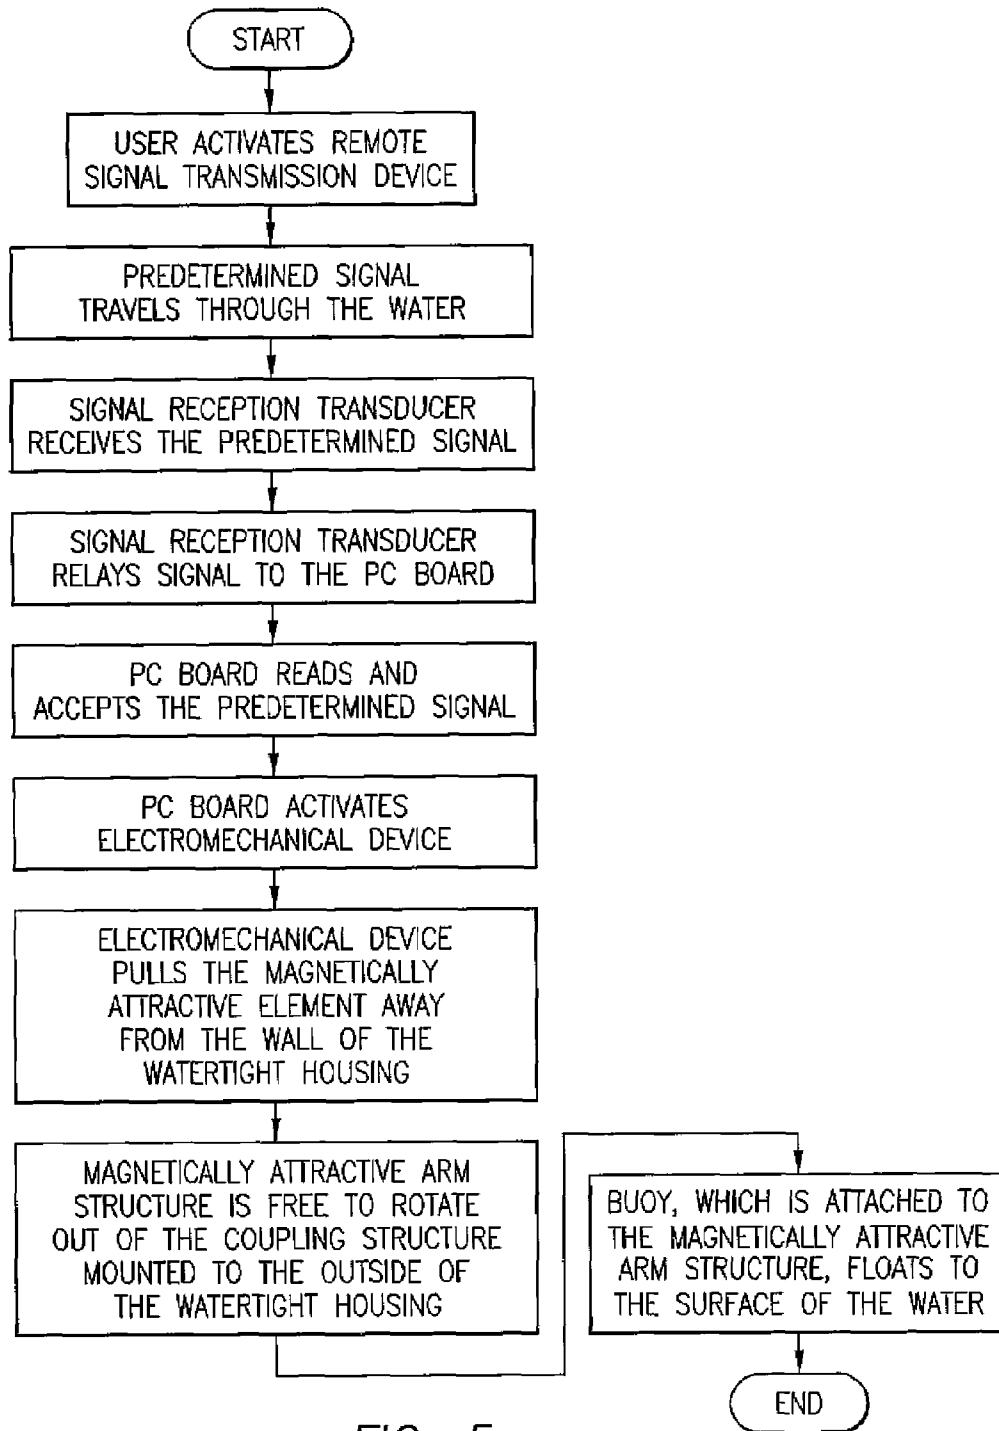 START
USER ACTIVATES REMOTE
SIGNAL TRANSMISSION DEVICE
PREDETERMINED SIGNAL
TRAVELS THROUGH THE WATER
SIGNAL RECEPTION TRANSDUCER
RECEIVES THE PREDETERMINED SIGNAL
SIGNAL RECEPTION TRANSDUCER
RELAYS SIGNAL TO THE PC BOARD
PC BOARD READS AND
ACCEPTS THE PREDETERMINED SIGNAL
PC BOARD ACTIVATES
ELECTROMECHANICAL DEVICE
ELECTROMECHANICAL DEVICE
PULLS THE MAGNETICALLY
ATTRACTIVE ELEMENT AWAY
FROM THE WALL OF THE
WATERTIGHT HOUSING
MAGNETICALLY ATTRACTIVE ARM
STRUCTURE IS FREE TO ROTATE
OUT OF THE COUPLING STRUCTURE
MOUNTED TO THE OUTSIDE OF
THE WATERTIGHT HOUSING
BUOY, WHICH IS ATTACHED TO
THE MAGNETICALLY ATTRACTIVE
ARM STRUCTURE, FLOATS TO
THE SURFACE OF THE WATER
END